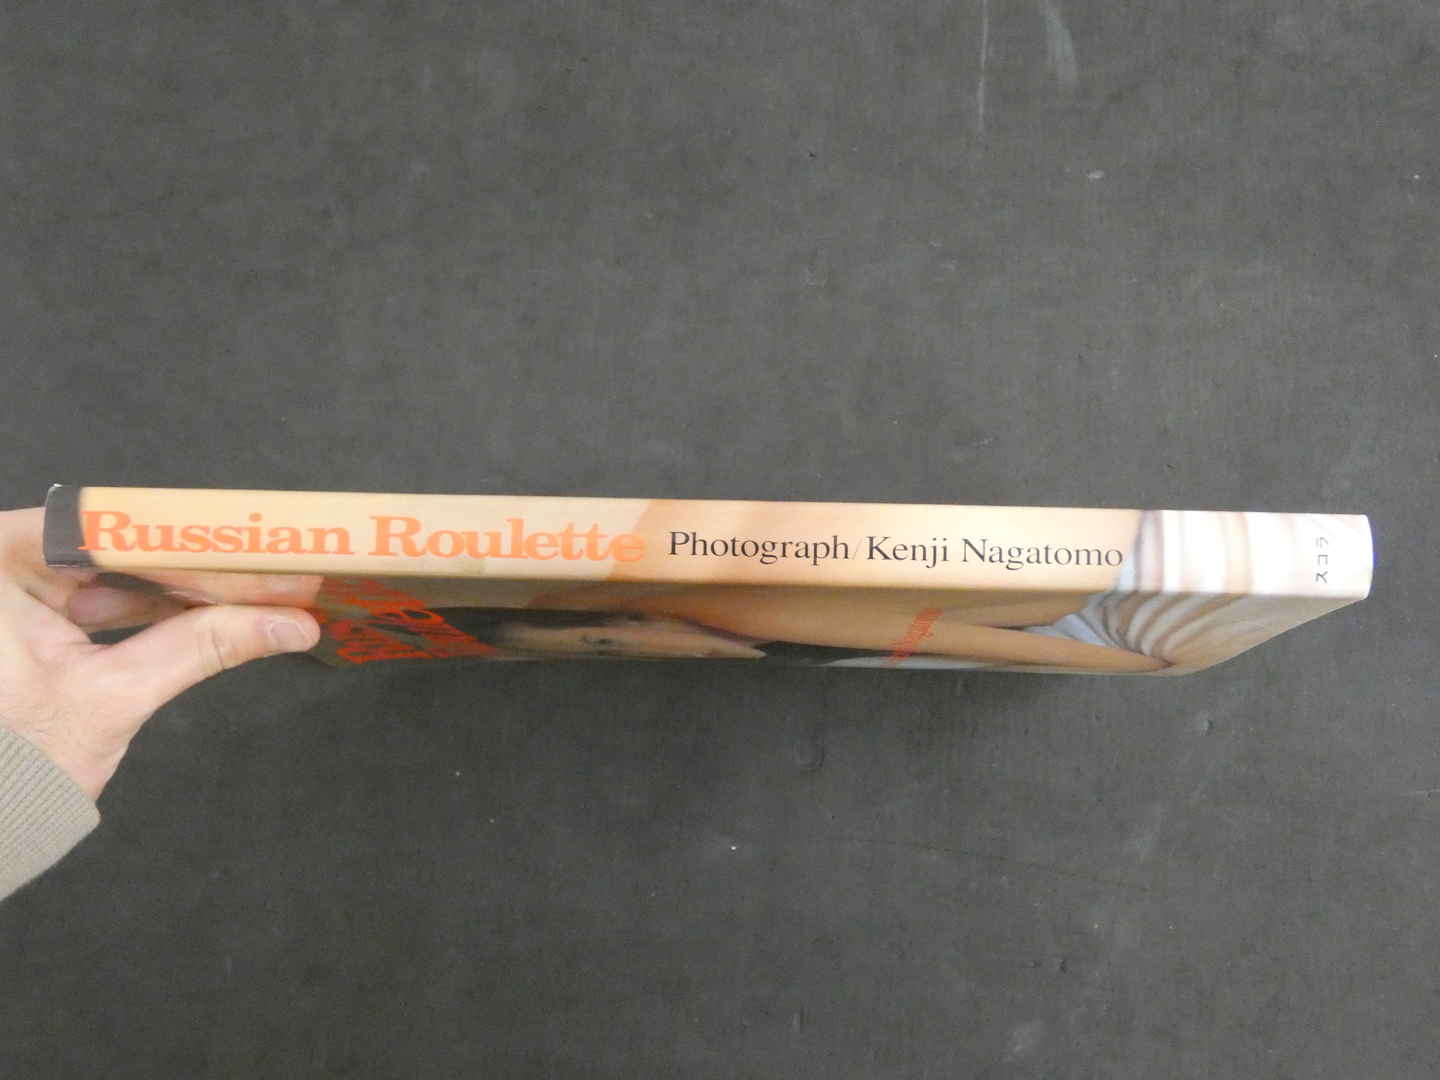 Russian Roulette Photograph/Kenji Nagatomo スコラ